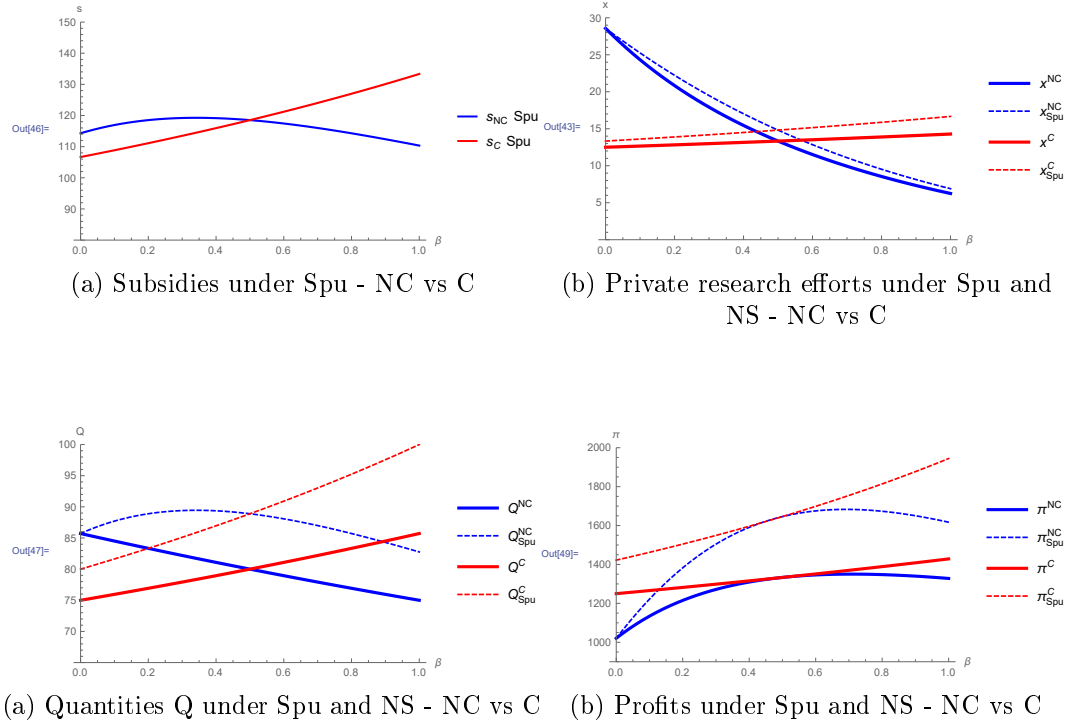 s
150
140
130
120
110
100
90
0.0 0.2 0.4 0.6 0.8 1.0
β
Out[46]=
s_NC Spu
s_C Spu
(a) Subsidies under Spu - NC vs C
x
30
25
20
15
10
5
0.0 0.2 0.4 0.6 0.8 1.0
β
Out[43]=
x^NC
x^NC_Spu
x^C
x^C_Spu
(b) Private research efforts under Spu and
NS - NC vs C
Q
100
95
90
85
80
75
70
65
0.0 0.2 0.4 0.6 0.8 1.0
β
Out[47]=
Q^NC
Q^NC_Spu
Q^C
Q^C_Spu
(a) Quantities Q under Spu and NS - NC vs C
π
2000
1800
1600
1400
1200
1000
0.0 0.2 0.4 0.6 0.8 1.0
β
Out[49]=
π^NC
π^NC_Spu
π^C
π^C_Spu
(b) Profits under Spu and NS - NC vs C